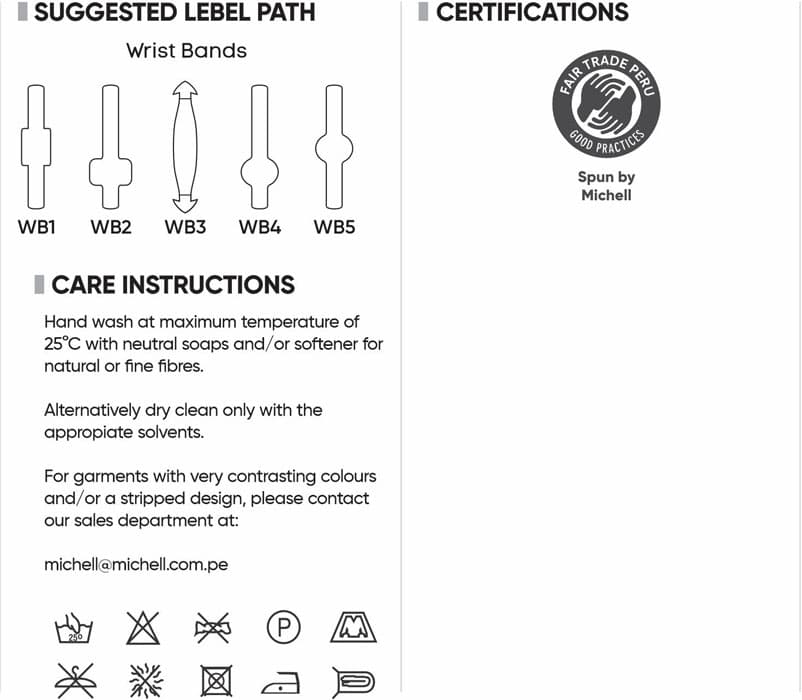 SUGGESTED LEBEL PATH
Wrist Bands
WB1 WB2 WB3 WB4 WB5
CARE INSTRUCTIONS
Hand wash at maximum temperature of
25°C with neutral soaps and/or softener for
natural or fine fibres.
Alternatively dry clean only with the
appropiate solvents.
For garments with very contrasting colours
and/or a stripped design, please contact
our sales department at:
michell@michell.com.pe
25°
P
CERTIFICATIONS
FAIR TRADE PERU
GOOD PRACTICES
Spun by
Michell